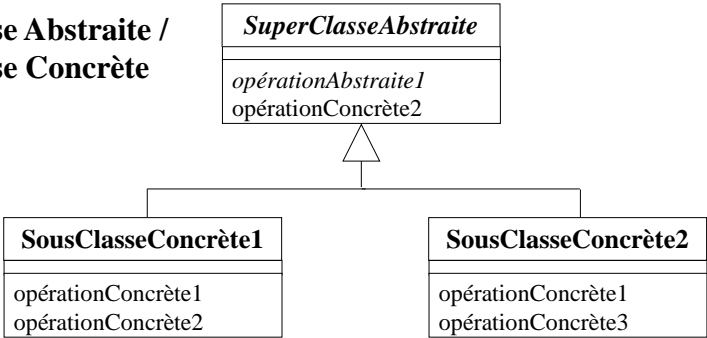 se Abstraite /
se Concrète
SuperClasseAbstraite
opérationAbstraite1
opérationConcrète2
SousClasseConcrète1
opérationConcrète1
opérationConcrète2
SousClasseConcrète2
opérationConcrète1
opérationConcrète3